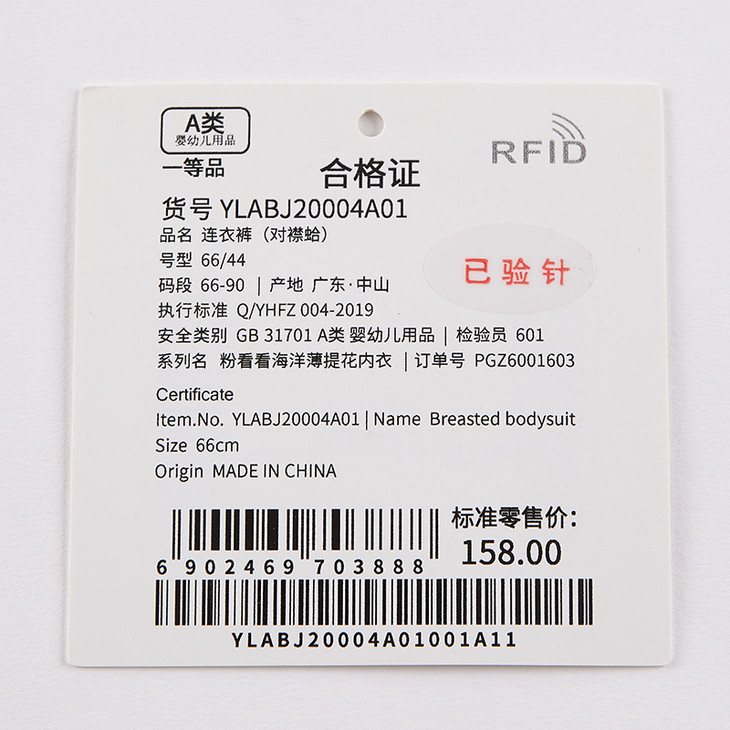 A类
婴幼儿用品
一等品
RFID
合格证
货号 YLABJ20004A01
品名 连衣裤（对襟蛤）
号型 66/44
已验针
码段 66-90 | 产地 广东·中山
执行标准 Q/YHFZ 004-2019
安全类别 GB 31701 A类 婴幼儿用品 | 检验员 601
系列名 粉看看海洋薄提花内衣 | 订单号 PGZ6001603
Certificate
Item.No. YLABJ20004A01 | Name Breasted bodysuit
Size 66cm
Origin MADE IN CHINA
标准零售价：
158.00
6 902469 703888
YLABJ20004A01001A11